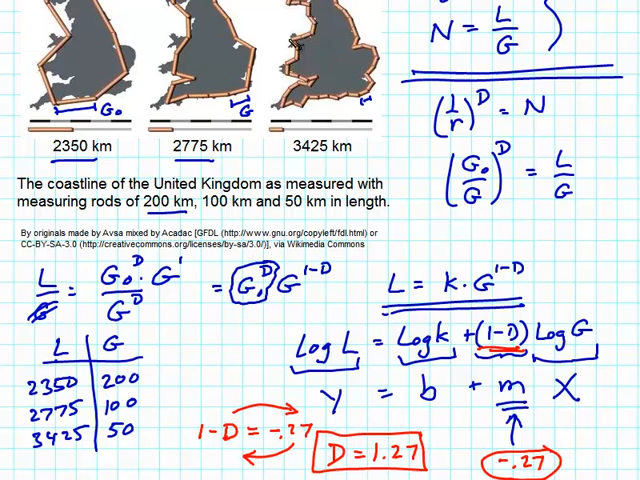 N = L/G )
G₀ G
(1/r)^D = N
2350 km 2775 km 3425 km
(G₀/G)^D = L/G
The coastline of the United Kingdom as measured with
measuring rods of 200 km, 100 km and 50 km in length.
By originals made by Avsa mixed by Acadac [GFDL (http://www.gnu.org/copyleft/fdl.html) or
CC-BY-SA-3.0 (http://creativecommons.org/licenses/by-sa/3.0/)], via Wikimedia Commons
L/G = G₀^D · G^1 / G^D = G₀^D G^1-D
L = k · G^1-D
Log L = Log k + (1-D) Log G
L G
2350 200
2775 100
3425 50
y = b + m X
1-D = -.27
D = 1.27
-.27